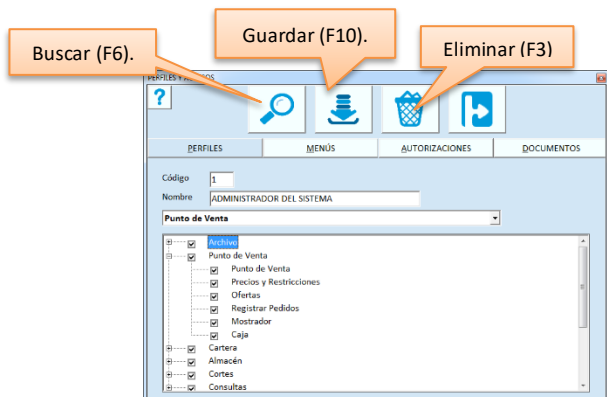 Buscar (F6).
Guardar (F10).
Eliminar (F3)
?
PERFILES
MENÚS
AUTORIZACIONES
DOCUMENTOS
Código 1
Nombre ADMINISTRADOR DEL SISTEMA
Punto de Venta
Archivo
Punto de Venta
Punto de Venta
Precios y Restricciones
Ofertas
Registrar Pedidos
Mostrador
Caja
Cartera
Almacén
Cortes
Consultas